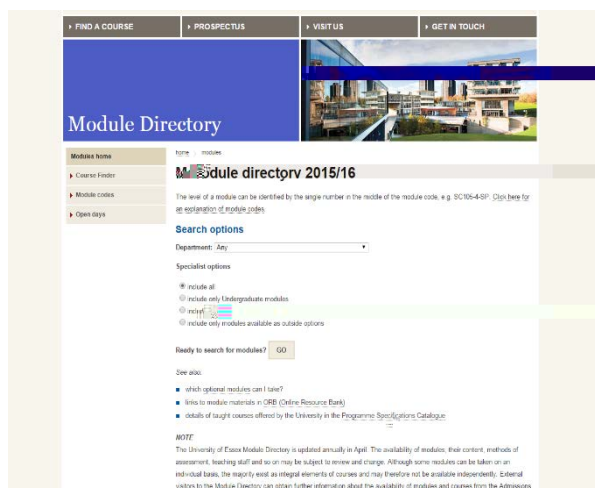 FIND A COURSE
PROSPECTUS
VISIT US
GET IN TOUCH
Module Directory
Modules home
Course Finder
Module codes
Open days
home modules
Module directory 2015/16
The level of a module can be identified by the single number in the middle of the module code, e.g. SC105-4-SP. Click here for
an explanation of module codes.
Search options
Department: Any
Specialist options
include all
include only Undergraduate modules
include only modules available as outside options
Ready to search for modules? GO
See also:
which optional modules can I take?
links to module materials in ORB (Online Resource Bank)
details of taught courses offered by the University in the Programme Specifications Catalogue
NOTE
The University of Essex Module Directory is updated annually in April. The availability of modules, their content, methods of
assessment, teaching staff and so on may be subject to review and change. Although some modules can be taken on an
individual basis, the majority exist as integral elements of courses and may therefore not be available independently. External
visitors to the Module Directory can obtain further information about the availability of modules and courses from the Admissions